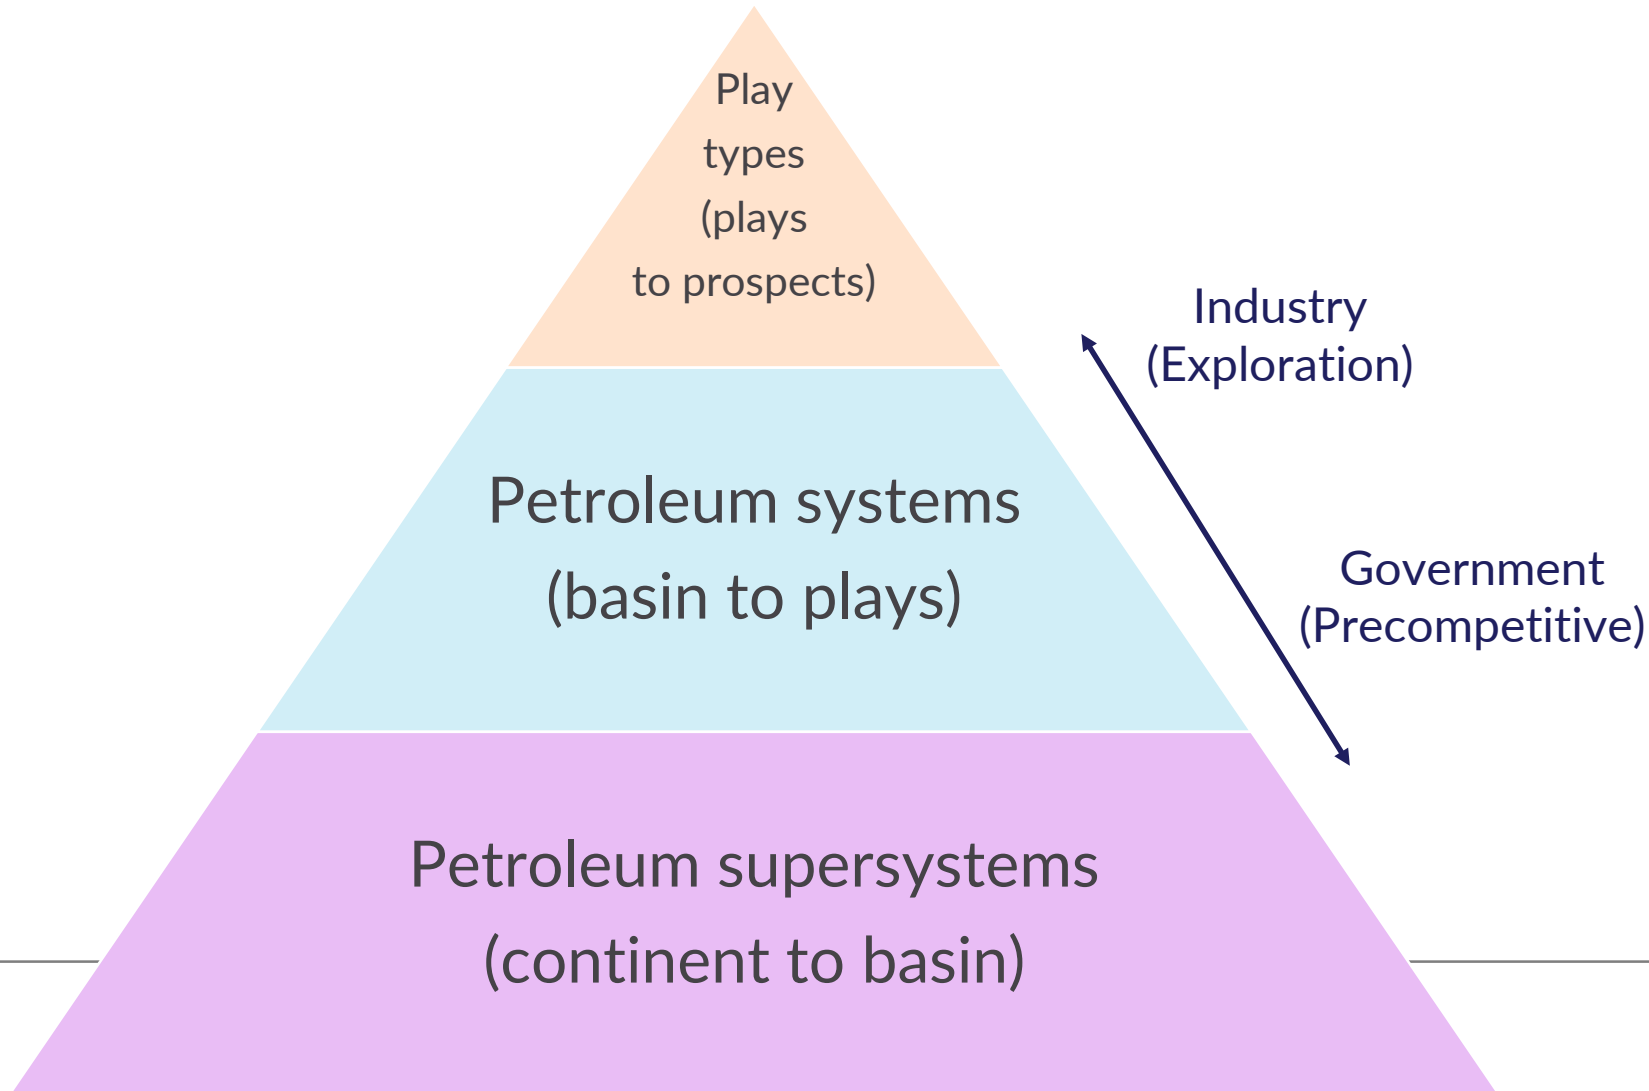 Play
types
(plays
to prospects)
Industry
(Exploration)
Petroleum systems
(basin to plays)
Government
(Precompetitive)
Petroleum supersystems
(continent to basin)